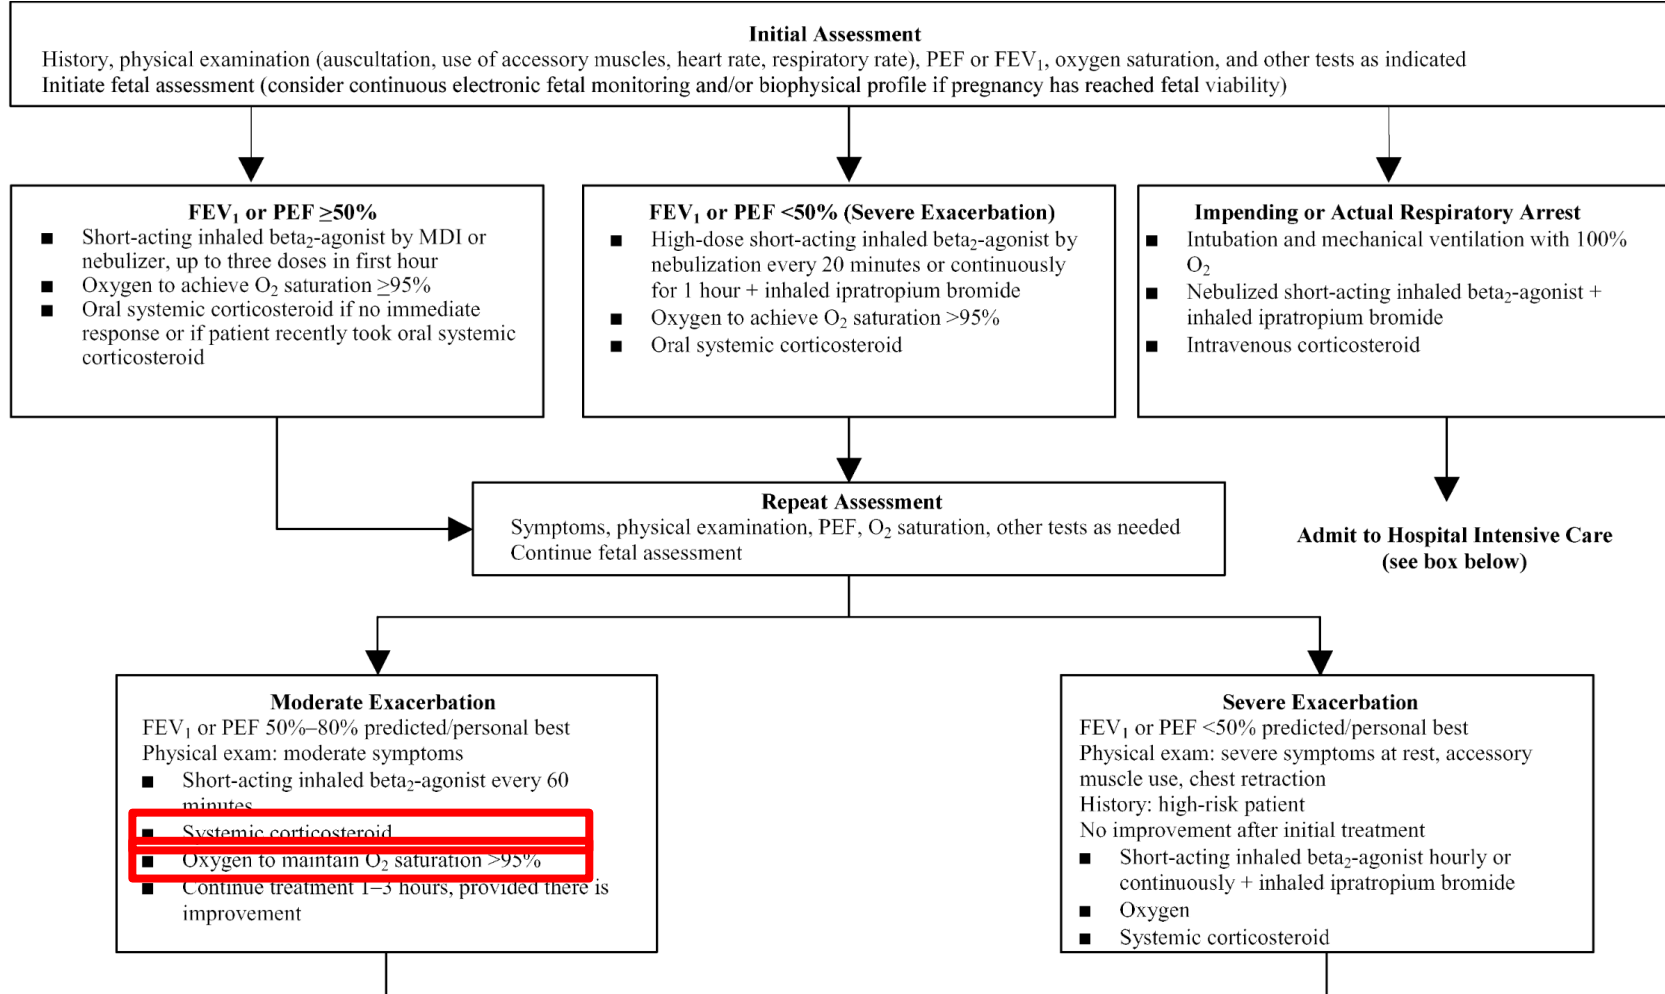 Initial Assessment
History, physical examination (auscultation, use of accessory muscles, heart rate, respiratory rate), PEF or FEV₁, oxygen saturation, and other tests as indicated
Initiate fetal assessment (consider continuous electronic fetal monitoring and/or biophysical profile if pregnancy has reached fetal viability)
FEV₁ or PEF ≥50%
■ Short-acting inhaled beta₂-agonist by MDI or
nebulizer, up to three doses in first hour
■ Oxygen to achieve O₂ saturation ≥95%
■ Oral systemic corticosteroid if no immediate
response or if patient recently took oral systemic
corticosteroid
FEV₁ or PEF <50% (Severe Exacerbation)
■ High-dose short-acting inhaled beta₂-agonist by
nebulization every 20 minutes or continuously
for 1 hour + inhaled ipratropium bromide
■ Oxygen to achieve O₂ saturation >95%
■ Oral systemic corticosteroid
Impending or Actual Respiratory Arrest
■ Intubation and mechanical ventilation with 100%
O₂
■ Nebulized short-acting inhaled beta₂-agonist +
inhaled ipratropium bromide
■ Intravenous corticosteroid
Repeat Assessment
Symptoms, physical examination, PEF, O₂ saturation, other tests as needed
Continue fetal assessment
Admit to Hospital Intensive Care
(see box below)
Moderate Exacerbation
FEV₁ or PEF 50%–80% predicted/personal best
Physical exam: moderate symptoms
■ Short-acting inhaled beta₂-agonist every 60
minutes
■ Systemic corticosteroid
■ Oxygen to maintain O₂ saturation >95%
■ Continue treatment 1–3 hours, provided there is
improvement
Severe Exacerbation
FEV₁ or PEF <50% predicted/personal best
Physical exam: severe symptoms at rest, accessory
muscle use, chest retraction
History: high-risk patient
No improvement after initial treatment
■ Short-acting inhaled beta₂-agonist hourly or
continuously + inhaled ipratropium bromide
■ Oxygen
■ Systemic corticosteroid